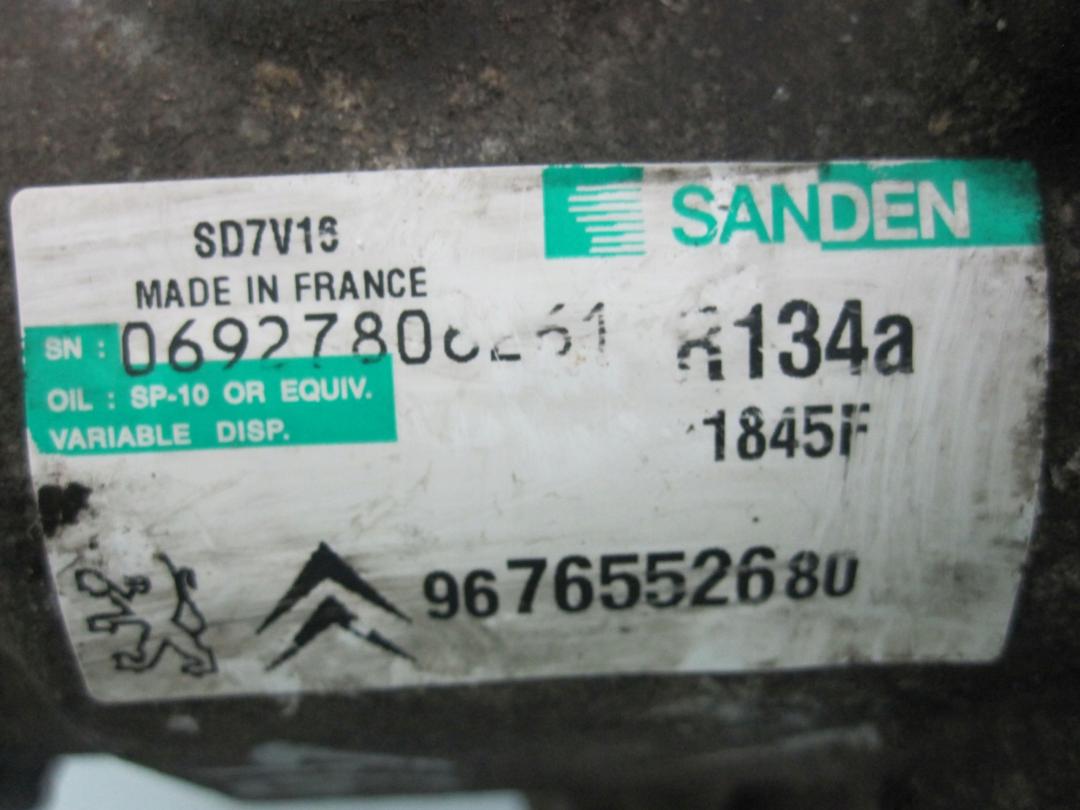 SANDEN
SD7V16
MADE IN FRANCE
SN :
R134a
OIL : SP-10 OR EQUIV.
VARIABLE DISP.
1845F
9676552680